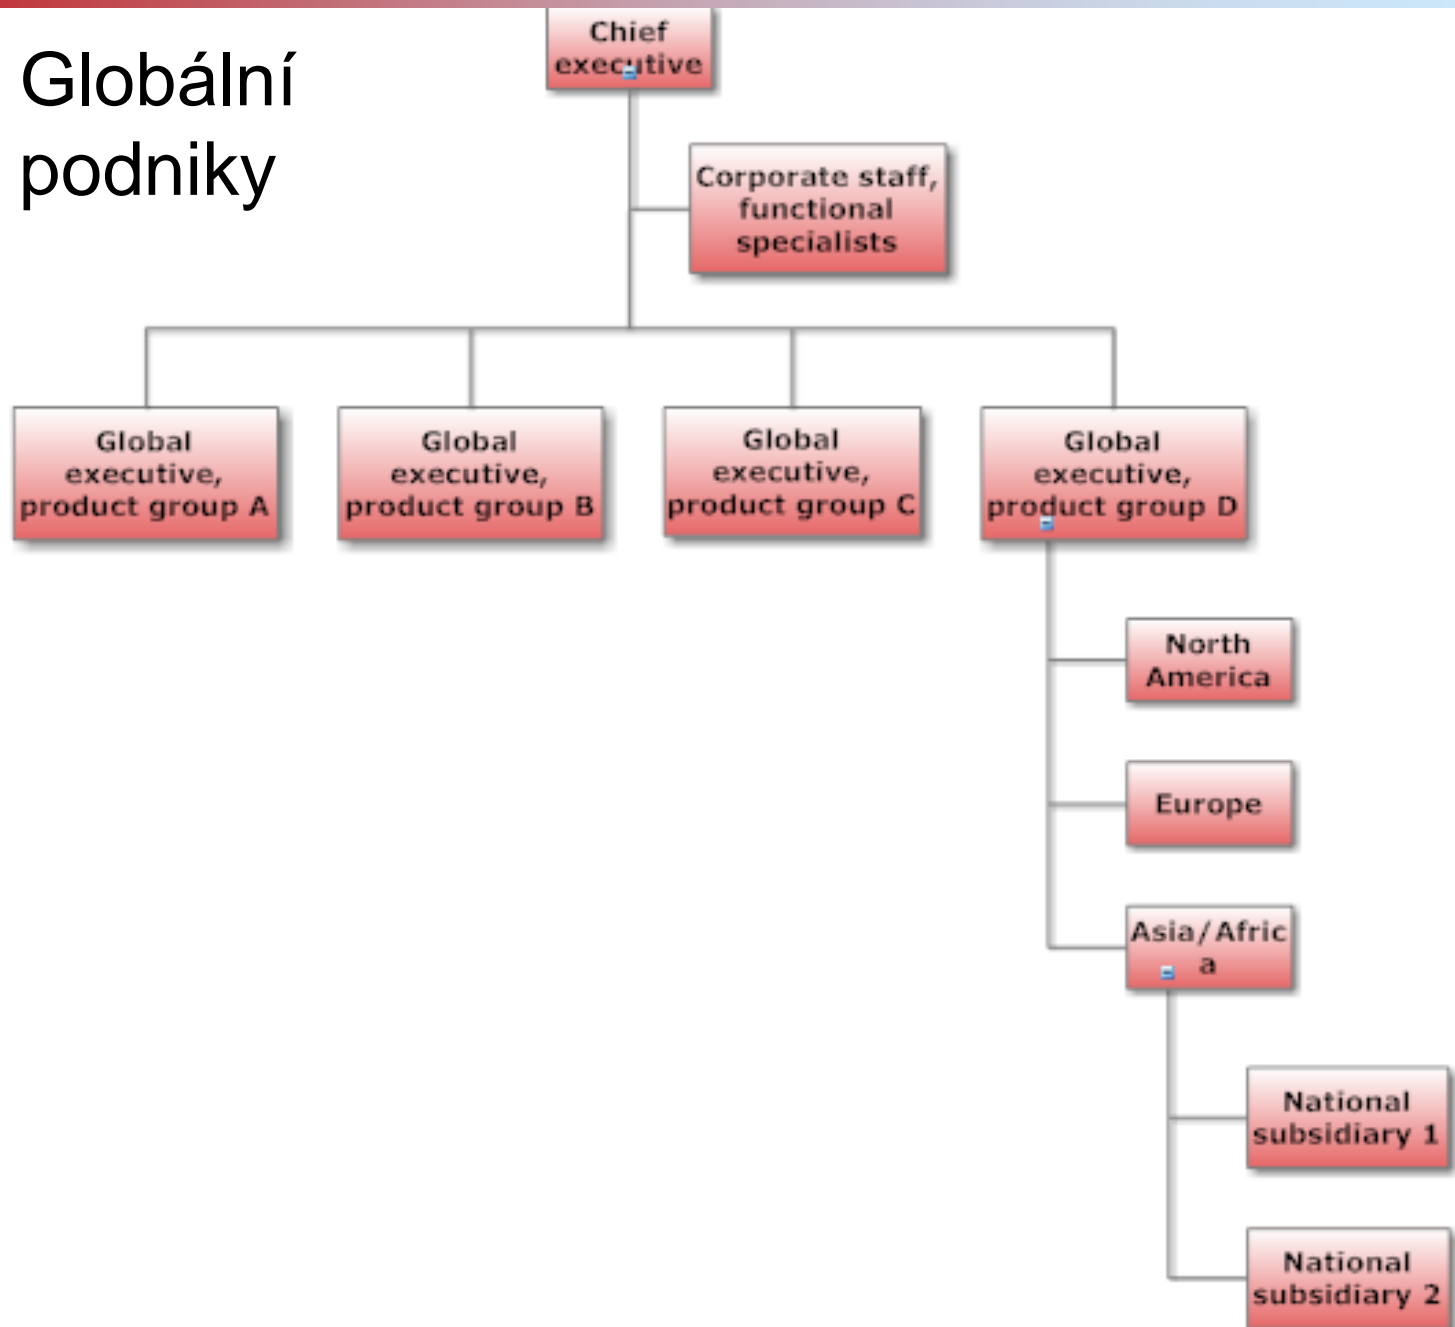 Globální
podniky
Chief
executive
Corporate staff,
functional
specialists
Global
executive,
product group A
Global
executive,
product group B
Global
executive,
product group C
Global
executive,
product group D
North
America
Europe
Asia/Afric
a
National
subsidiary 1
National
subsidiary 2